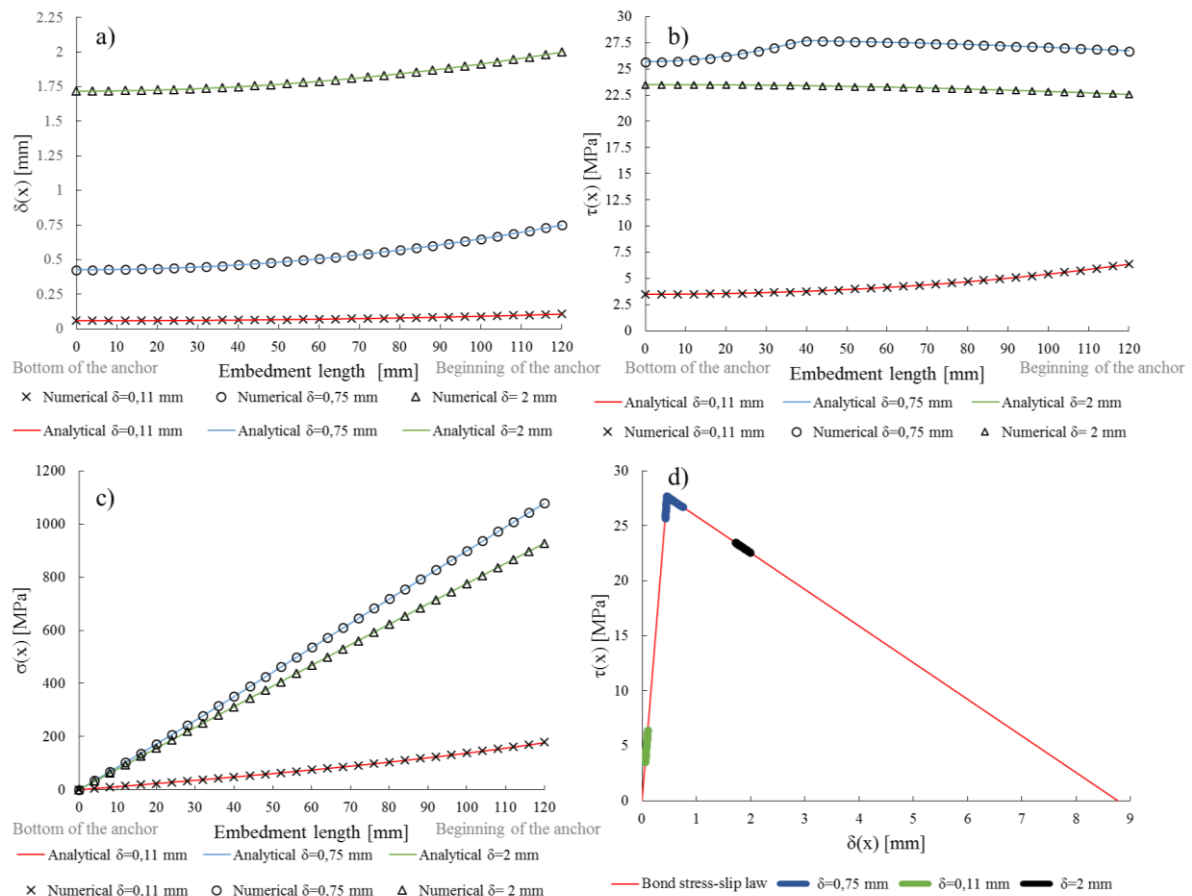 a)
2.25
2
1.75
1.5
1.25
1
0.75
0.5
0.25
0
δ(x) [mm]
0 10 20 30 40 50 60 70 80 90 100 110 120
Bottom of the anchor Embedment length [mm] Beginning of the anchor
Numerical δ=0,11 mm Numerical δ=0,75 mm Numerical δ= 2 mm
Analytical δ=0,11 mm Analytical δ=0,75 mm Analytical δ=2 mm
b)
30
27.5
25
22.5
20
17.5
15
12.5
10
7.5
5
2.5
0
τ(x) [MPa]
0 10 20 30 40 50 60 70 80 90 100 110 120
Bottom of the anchor Embedment length [mm] Beginning of the anchor
Analytical δ=0,11 mm Analytical δ=0,75 mm Analytical δ=2 mm
Numerical δ=0,11 mm Numerical δ=0,75 mm Numerical δ= 2 mm
c)
1200
1000
800
600
400
200
0
σ(x) [MPa]
0 10 20 30 40 50 60 70 80 90 100 110 120
Bottom of the anchor Embedment length [mm] Beginning of the anchor
Analytical δ=0,11 mm Analytical δ=0,75 mm Analytical δ=2 mm
Numerical δ=0,11 mm Numerical δ=0,75 mm Numerical δ= 2 mm
d)
30
25
20
15
10
5
0
τ(x) [MPa]
0 1 2 3 4 5 6 7 8 9
δ(x) [mm]
Bond stress-slip law δ=0,75 mm δ=0,11 mm δ=2 mm